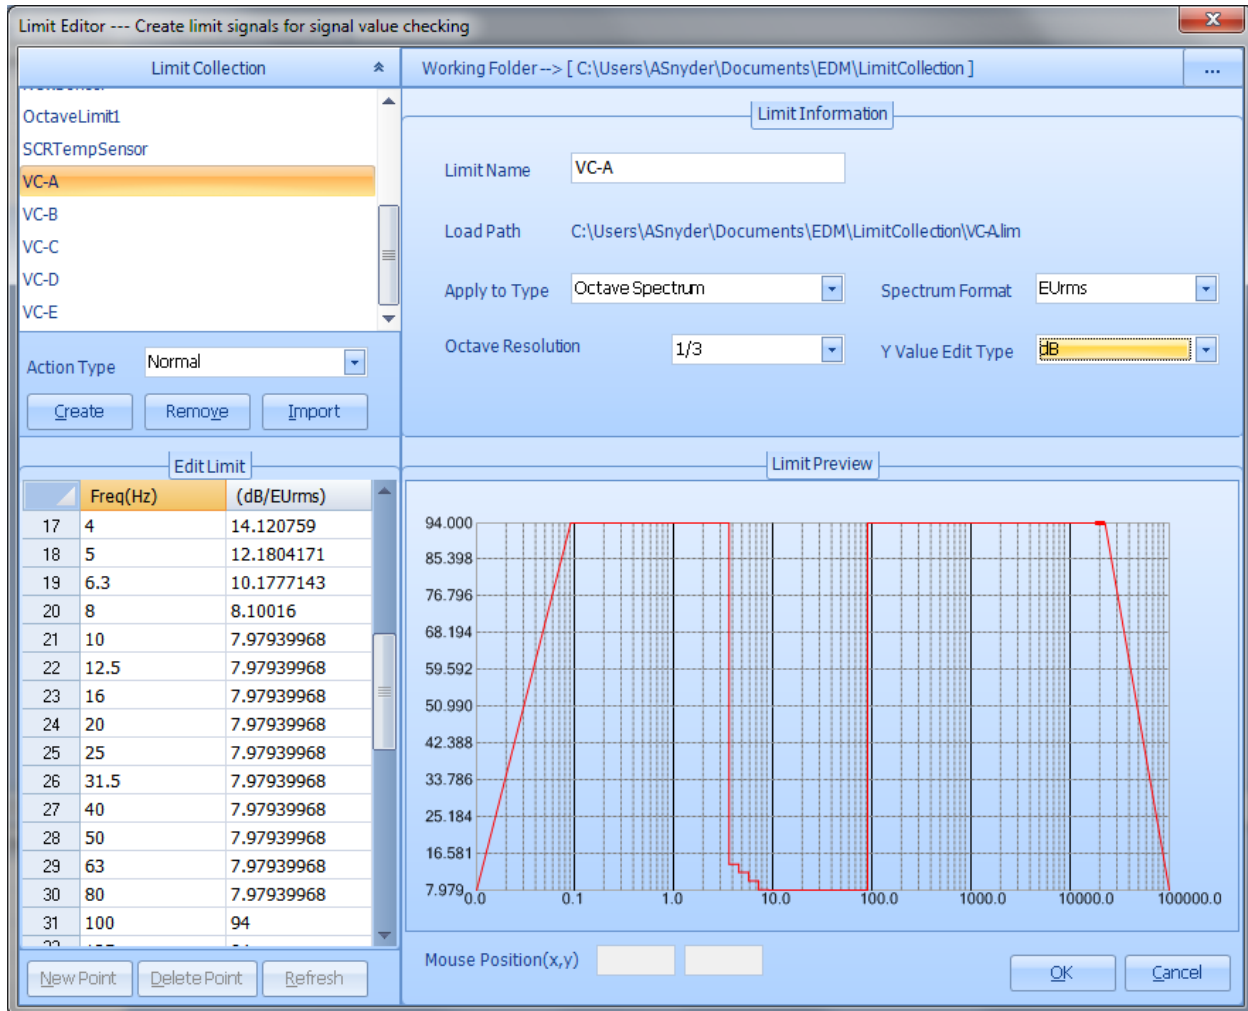 Limit Editor --- Create limit signals for signal value checking
x
Limit Collection
Working Folder --> [ C:\Users\ASnyder\Documents\EDM\LimitCollection ]
...
OctaveLimit1
SCRTempSensor
VC-A
VC-B
VC-C
VC-D
VC-E
Action Type Normal
Create Remove Import
Limit Information
Limit Name VC-A
Load Path C:\Users\ASnyder\Documents\EDM\LimitCollection\VC-A.lim
Apply to Type Octave Spectrum Spectrum Format EUrms
Octave Resolution 1/3 Y Value Edit Type dB
Edit Limit
Freq(Hz) (dB/EUrms)
17 4 14.120759
18 5 12.1804171
19 6.3 10.1777143
20 8 8.10016
21 10 7.97939968
22 12.5 7.97939968
23 16 7.97939968
24 20 7.97939968
25 25 7.97939968
26 31.5 7.97939968
27 40 7.97939968
28 50 7.97939968
29 63 7.97939968
30 80 7.97939968
31 100 94
New Point Delete Point Refresh
Limit Preview
94.000
85.398
76.796
68.194
59.592
50.990
42.388
33.786
25.184
16.581
7.979
0.0 0.1 1.0 10.0 100.0 1000.0 10000.0 100000.0
Mouse Position(x,y)
OK Cancel